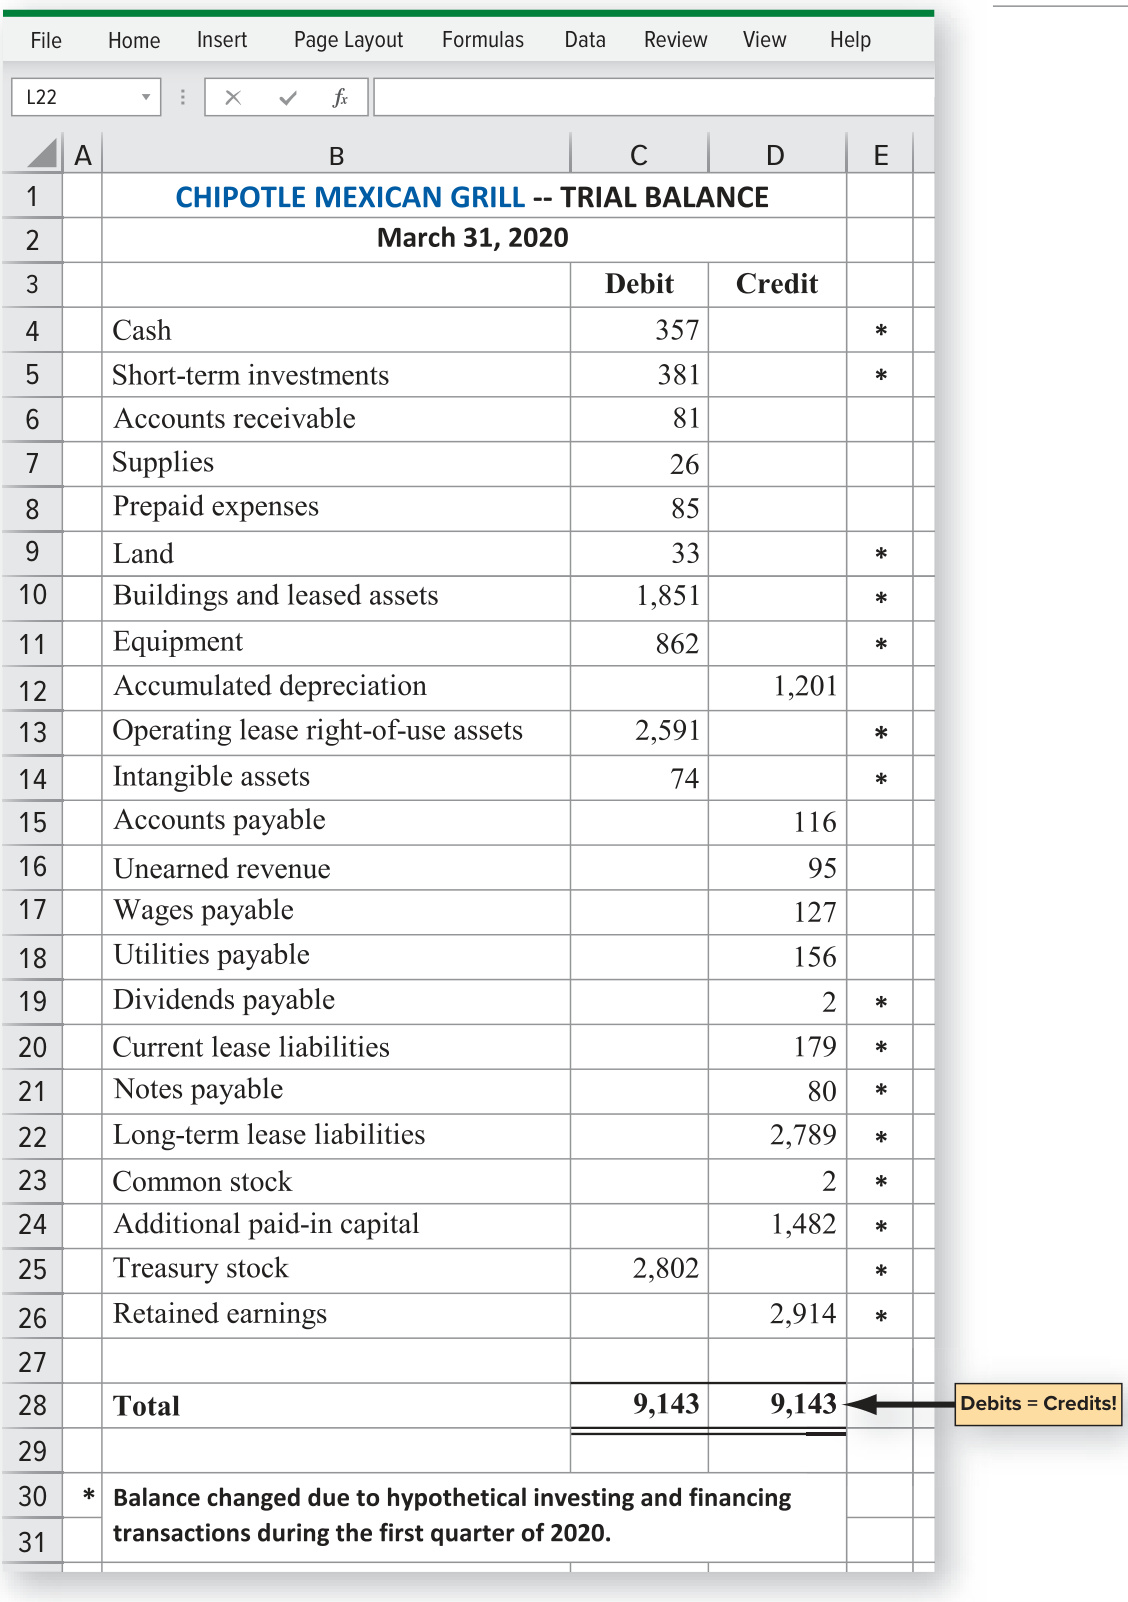 File Home Insert Page Layout Formulas Data Review View Help
L22 fx
A B C D E
1 CHIPOTLE MEXICAN GRILL -- TRIAL BALANCE
2 March 31, 2020
3 Debit Credit
4 Cash 357 *
5 Short-term investments 381 *
6 Accounts receivable 81
7 Supplies 26
8 Prepaid expenses 85
9 Land 33 *
10 Buildings and leased assets 1,851 *
11 Equipment 862 *
12 Accumulated depreciation 1,201
13 Operating lease right-of-use assets 2,591 *
14 Intangible assets 74 *
15 Accounts payable 116
16 Unearned revenue 95
17 Wages payable 127
18 Utilities payable 156
19 Dividends payable 2 *
20 Current lease liabilities 179 *
21 Notes payable 80 *
22 Long-term lease liabilities 2,789 *
23 Common stock 2 *
24 Additional paid-in capital 1,482 *
25 Treasury stock 2,802 *
26 Retained earnings 2,914 *
27
28 Total 9,143 9,143 Debits = Credits!
29
30 * Balance changed due to hypothetical investing and financing
31 transactions during the first quarter of 2020.